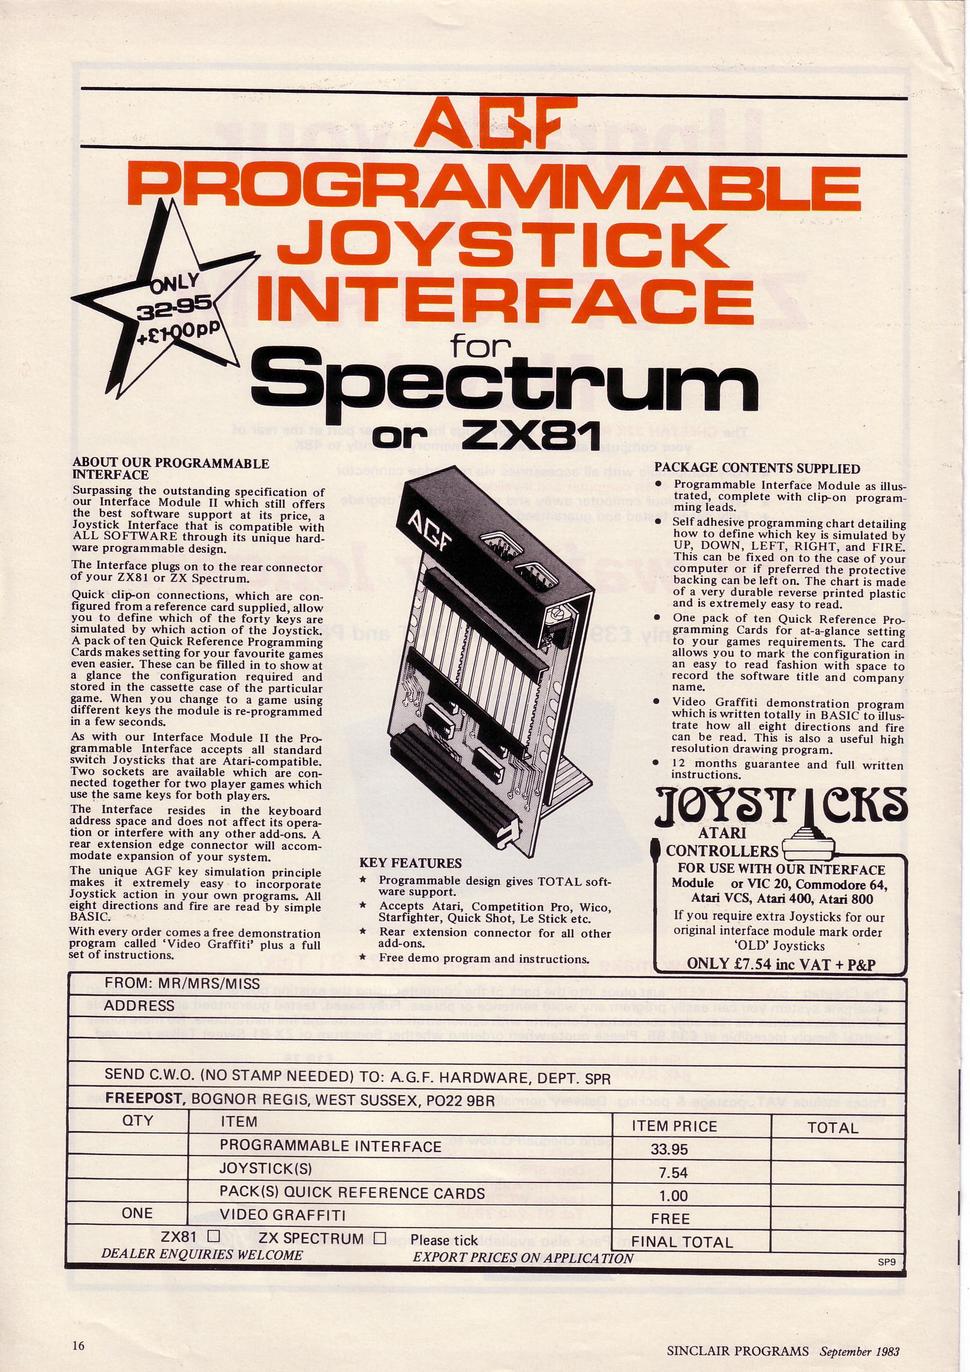 AGF
PROGRAMMABLE
JOYSTICK
INTERFACE
for
Spectrum
or ZX81
ONLY
32·95
+£1·00pp
ABOUT OUR PROGRAMMABLE
INTERFACE
Surpassing the outstanding specification of
our Interface Module II which still offers
the best software support at its price, a
Joystick Interface that is compatible with
ALL SOFTWARE through its unique hard-
ware programmable design.
The Interface plugs on to the rear connector
of your ZX81 or ZX Spectrum.
Quick clip-on connections, which are con-
figured from a reference card supplied, allow
you to define which of the forty keys are
simulated by which action of the Joystick.
A pack of ten Quick Reference Programming
Cards makes setting for your favourite games
even easier. These can be filled in to show at
a glance the configuration required and
stored in the cassette case of the particular
game. When you change to a game using
different keys the module is re-programmed
in a few seconds.
As with our Interface Module II the Pro-
grammable Interface accepts all standard
switch Joysticks that are Atari-compatible.
Two sockets are available which are con-
nected together for two player games which
use the same keys for both players.
The Interface resides in the keyboard
address space and does not affect its opera-
tion or interfere with any other add-ons. A
rear extension edge connector will accom-
modate expansion of your system.
The unique AGF key simulation principle
makes it extremely easy to incorporate
Joystick action in your own programs. All
eight directions and fire are read by simple
BASIC.
With every order comes a free demonstration
program called 'Video Graffiti' plus a full
set of instructions.
AGF
KEY FEATURES
★ Programmable design gives TOTAL soft-
ware support.
★ Accepts Atari, Competition Pro, Wico,
Starfighter, Quick Shot, Le Stick etc.
★ Rear extension connector for all other
add-ons.
★ Free demo program and instructions.
PACKAGE CONTENTS SUPPLIED
● Programmable Interface Module as illus-
trated, complete with clip-on program-
ming leads.
● Self adhesive programming chart detailing
how to define which key is simulated by
UP, DOWN, LEFT, RIGHT, and FIRE.
This can be fixed on to the case of your
computer or if preferred the protective
backing can be left on. The chart is made
of a very durable reverse printed plastic
and is extremely easy to read.
● One pack of ten Quick Reference Pro-
gramming Cards for at-a-glance setting
to your games requirements. The card
allows you to mark the configuration in
an easy to read fashion with space to
record the software title and company
name.
● Video Graffiti demonstration program
which is written totally in BASIC to illus-
trate how all eight directions and fire
can be read. This is also a useful high
resolution drawing program.
● 12 months guarantee and full written
instructions.
JOYSTICKS
ATARI
CONTROLLERS
FOR USE WITH OUR INTERFACE
Module or VIC 20, Commodore 64,
Atari VCS, Atari 400, Atari 800
If you require extra Joysticks for our
original interface module mark order
'OLD' Joysticks
ONLY £7.54 inc VAT + P&P
FROM: MR/MRS/MISS
ADDRESS
SEND C.W.O. (NO STAMP NEEDED) TO: A.G.F. HARDWARE, DEPT. SPR
FREEPOST, BOGNOR REGIS, WEST SUSSEX, PO22 9BR
QTY ITEM ITEM PRICE TOTAL
PROGRAMMABLE INTERFACE 33.95
JOYSTICK(S) 7.54
PACK(S) QUICK REFERENCE CARDS 1.00
ONE VIDEO GRAFFITI FREE
ZX81 □ ZX SPECTRUM □ Please tick FINAL TOTAL
DEALER ENQUIRIES WELCOME EXPORT PRICES ON APPLICATION SP9
16
SINCLAIR PROGRAMS September 1983